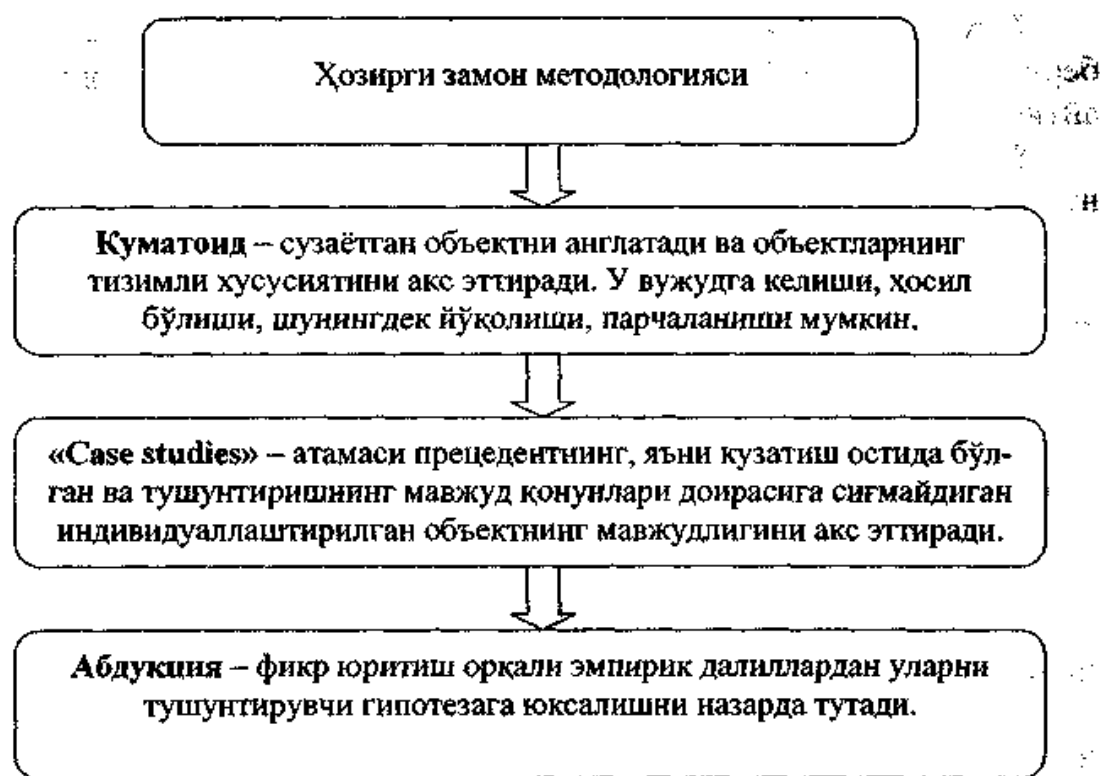 Ҳозирги замон методологияси
Куматоид – сузаётган объектни англатади ва объектларнинг
тизимли хусусиятини акс эттиради. У вужудга келиши, ҳосил
бўлиши, шунингдек йўқолиши, парчаланиши мумкин.
«Case studies» – атамаси прецедентнинг, яъни кузатиш остида бўл-
ган ва тушунтиришнинг мавжуд қонунлари доирасига сиғмайдиган
индивидуаллаштирилган объектнинг мавжудлигини акс эттиради.
Абдукция – фикр юритиш орқали эмпирик далиллардан уларни
тушунтирувчи гипотезага юксалишни назарда тутади.